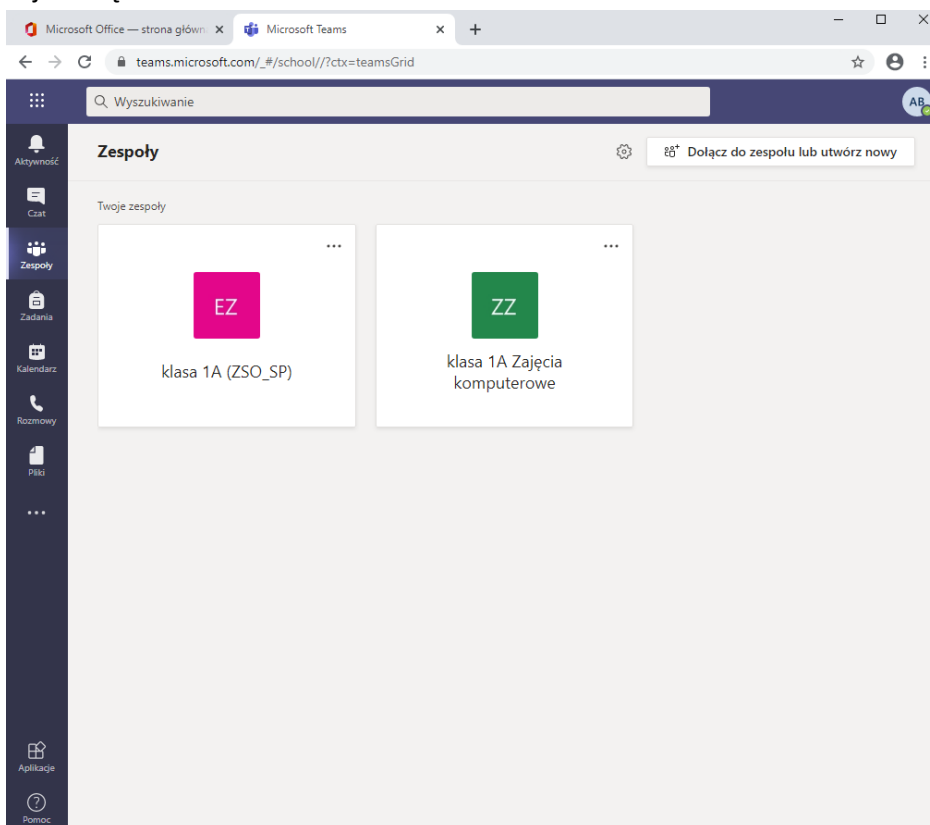 Microsoft Office — strona główn
Microsoft Teams
teams.microsoft.com/_#/school//?ctx=teamsGrid
Wyszukiwanie
AB
Aktywność
Czat
Zespoły
Zadania
Kalendarz
Rozmowy
Pliki
Aplikacje
Pomoc
Zespoły
Dołącz do zespołu lub utwórz nowy
Twoje zespoły
EZ
klasa 1A (ZSO_SP)
ZZ
klasa 1A Zajęcia
komputerowe